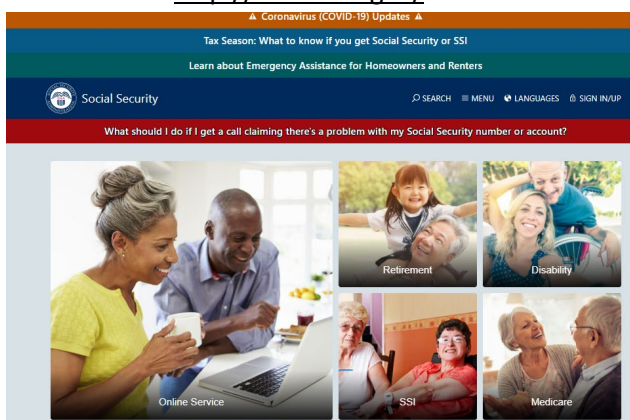 ⚠ Coronavirus (COVID-19) Updates ⚠
Tax Season: What to know if you get Social Security or SSI
Learn about Emergency Assistance for Homeowners and Renters
Social Security SEARCH MENU LANGUAGES SIGN IN/UP
What should I do if I get a call claiming there's a problem with my Social Security number or account?
Retirement
Disability
Online Service
SSI
Medicare